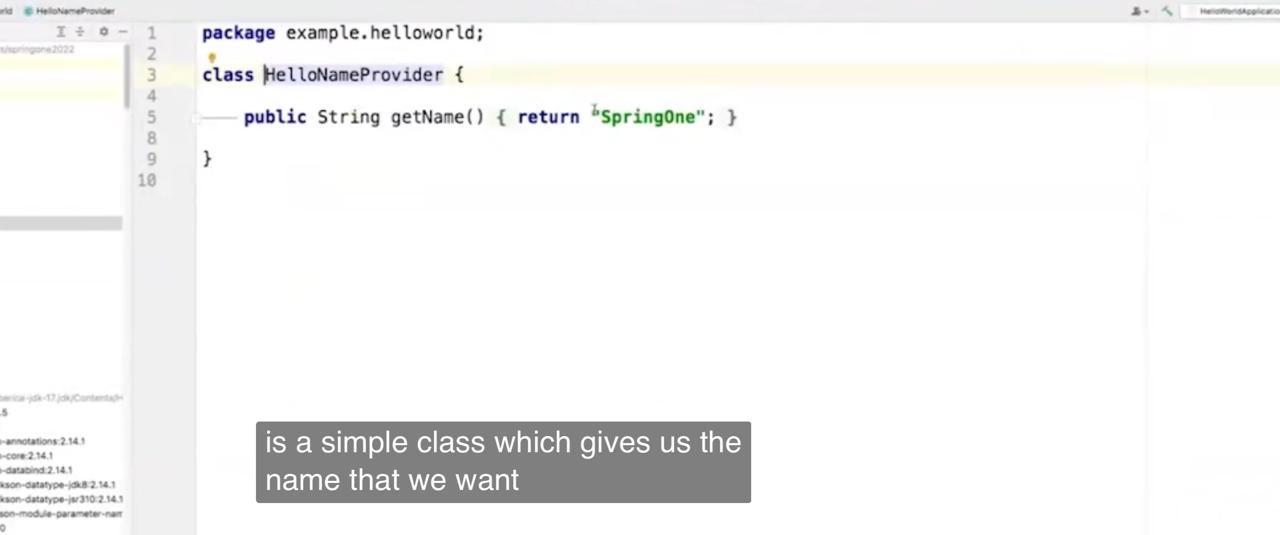 HelloNameProvider
HelloWorldApplicatio
s/springone2022
1 package example.helloworld;
2
3 class HelloNameProvider {
4
5 public String getName() { return "SpringOne"; }
8
9 }
10
erica-jdk-17.jdk/Contents/H
.5
-annotations:2.14.1
-core:2.14.1
-databind:2.14.1
kson-datatype-jdk8:2.14.1
kson-datatype-jsr310:2.14.1
son-module-parameter-nam
0
is a simple class which gives us the
name that we want